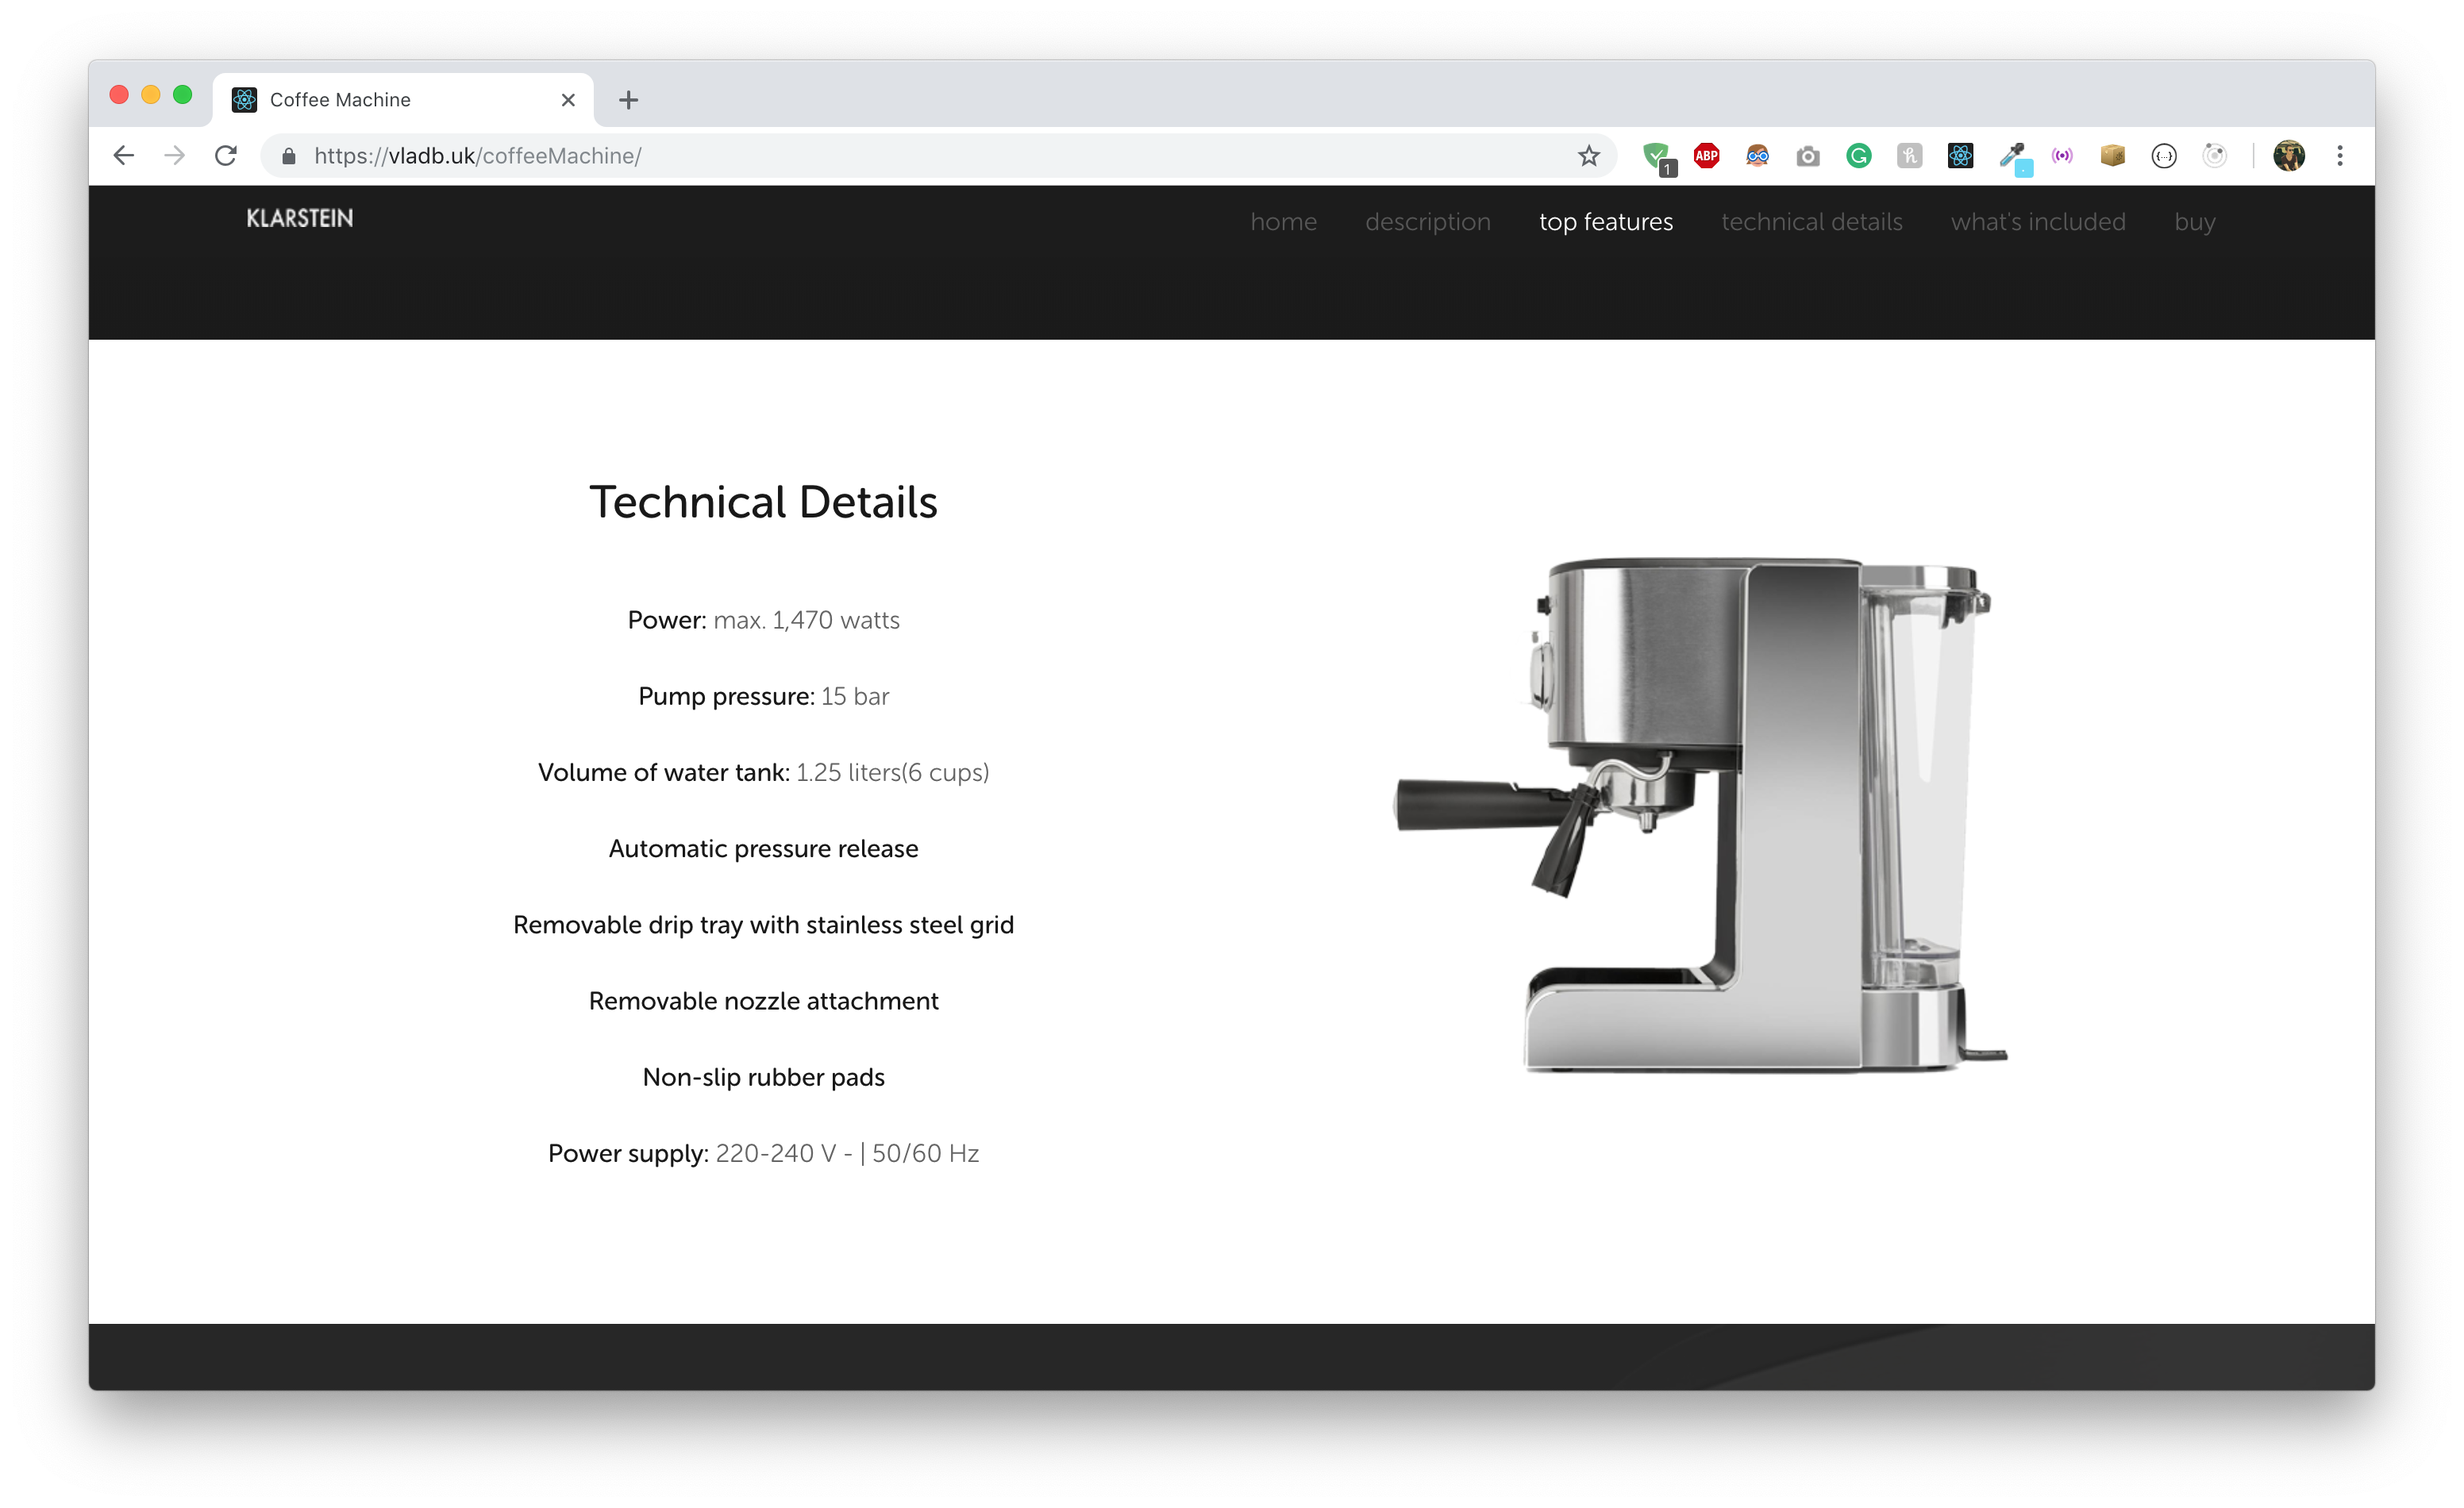 Coffee Machine
https://vladb.uk/coffeeMachine/
1
ABP
KLARSTEIN
home description top features technical details what's included buy
Technical Details
Power: max. 1,470 watts
Pump pressure: 15 bar
Volume of water tank: 1.25 liters(6 cups)
Automatic pressure release
Removable drip tray with stainless steel grid
Removable nozzle attachment
Non-slip rubber pads
Power supply: 220-240 V - | 50/60 Hz